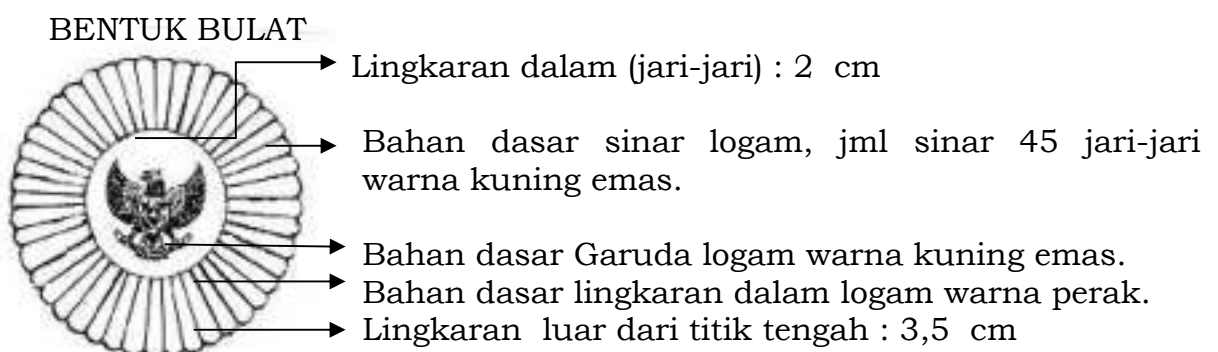 BENTUK BULAT
Lingkaran dalam (jari-jari) : 2 cm
Bahan dasar sinar logam, jml sinar 45 jari-jari
warna kuning emas.
Bahan dasar Garuda logam warna kuning emas.
Bahan dasar lingkaran dalam logam warna perak.
Lingkaran luar dari titik tengah : 3,5 cm